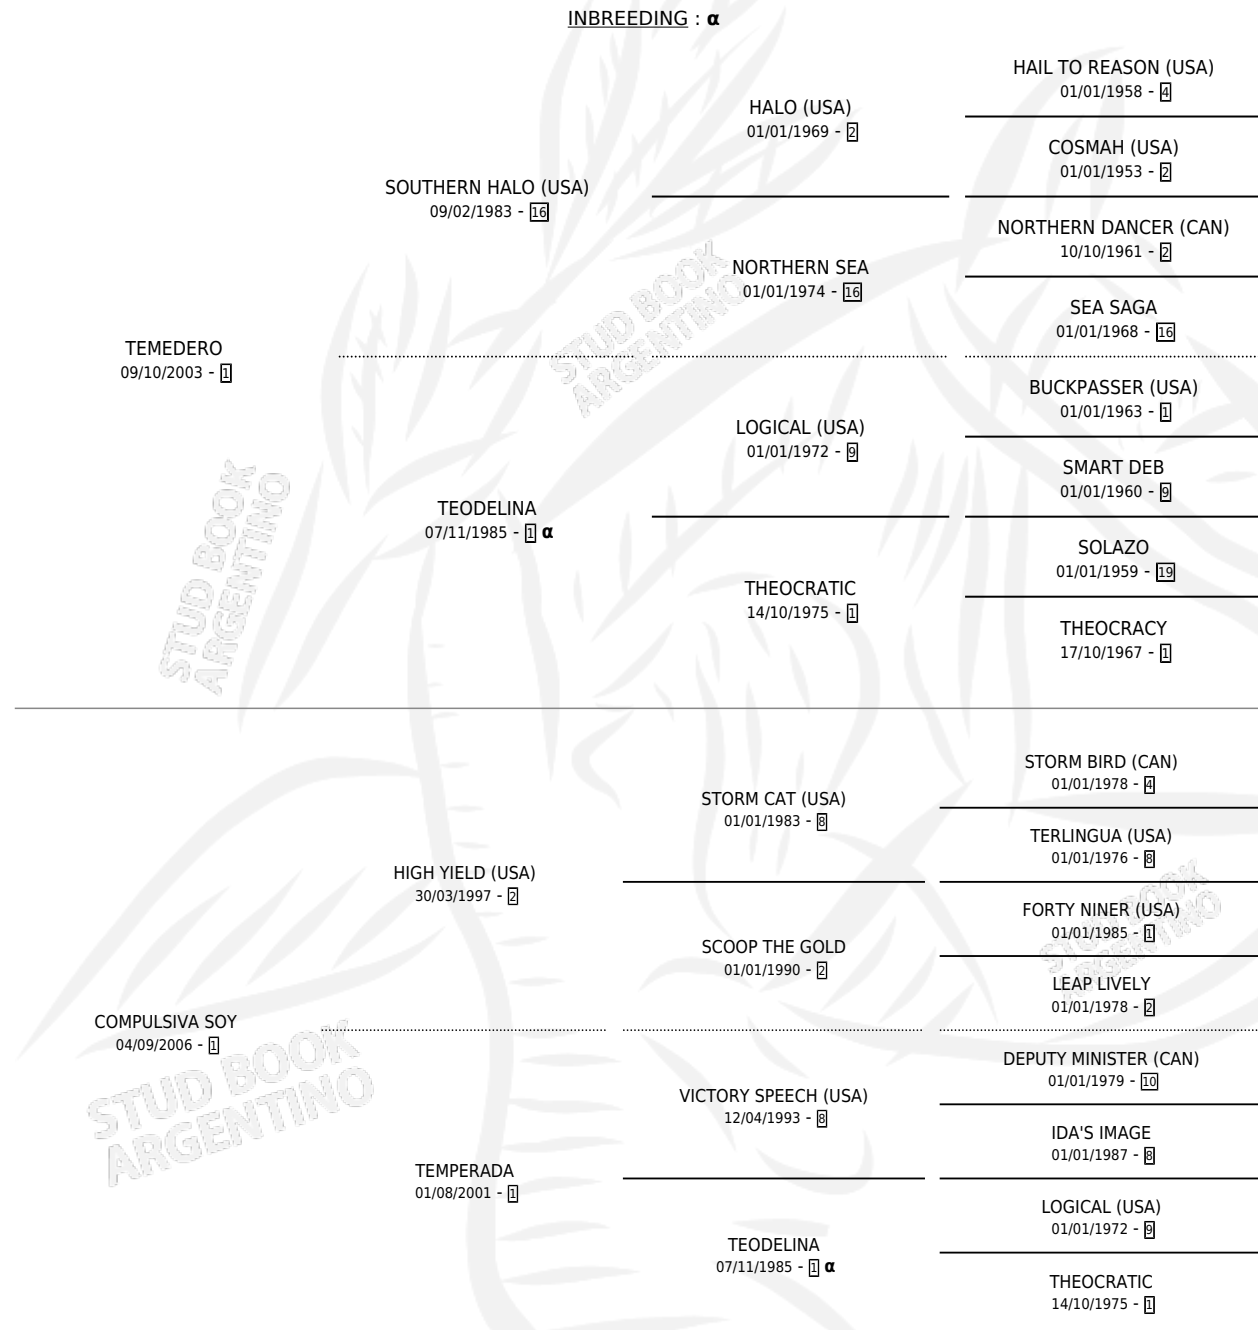 INBREEDING : α
HAIL TO REASON (USA)
01/01/1958 - 4
HALO (USA)
01/01/1969 - 2
COSMAH (USA)
01/01/1953 - 2
SOUTHERN HALO (USA)
09/02/1983 - 16
NORTHERN DANCER (CAN)
10/10/1961 - 2
NORTHERN SEA
01/01/1974 - 16
SEA SAGA
01/01/1968 - 16
TEMEDERO
09/10/2003 - 1
BUCKPASSER (USA)
01/01/1963 - 1
LOGICAL (USA)
01/01/1972 - 9
SMART DEB
01/01/1960 - 9
TEODELINA
07/11/1985 - 1 α
SOLAZO
01/01/1959 - 19
THEOCRATIC
14/10/1975 - 1
THEOCRACY
17/10/1967 - 1
STORM BIRD (CAN)
01/01/1978 - 4
STORM CAT (USA)
01/01/1983 - 8
TERLINGUA (USA)
01/01/1976 - 8
HIGH YIELD (USA)
30/03/1997 - 2
FORTY NINER (USA)
01/01/1985 - 1
SCOOP THE GOLD
01/01/1990 - 2
LEAP LIVELY
01/01/1978 - 2
COMPULSIVA SOY
04/09/2006 - 1
DEPUTY MINISTER (CAN)
01/01/1979 - 10
VICTORY SPEECH (USA)
12/04/1993 - 8
IDA'S IMAGE
01/01/1987 - 8
TEMPERADA
01/08/2001 - 1
LOGICAL (USA)
01/01/1972 - 9
TEODELINA
07/11/1985 - 1 α
THEOCRATIC
14/10/1975 - 1
STUD BOOK
ARGENTINO
STUD BOOK
ARGENTINO
STUD BOOK
ARGENTINO
STUD BOOK
ARGENTINO